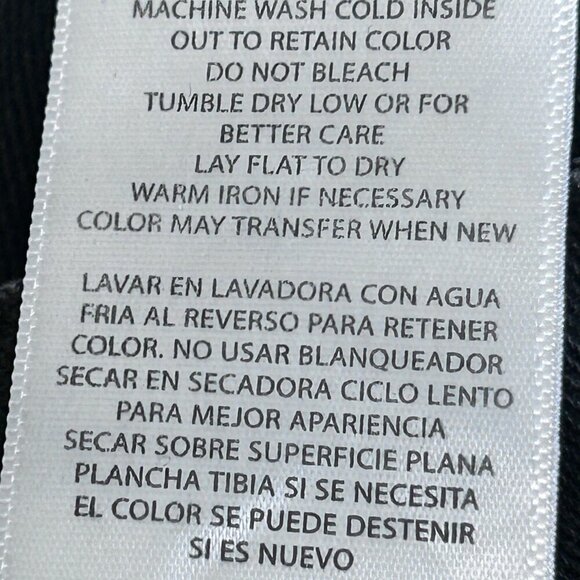 MACHINE WASH COLD INSIDE
OUT TO RETAIN COLOR
DO NOT BLEACH
TUMBLE DRY LOW OR FOR
BETTER CARE
LAY FLAT TO DRY
WARM IRON IF NECESSARY
COLOR MAY TRANSFER WHEN NEW
LAVAR EN LAVADORA CON AGUA
FRIA AL REVERSO PARA RETENER
COLOR. NO USAR BLANQUEADOR
SECAR EN SECADORA CICLO LENTO
PARA MEJOR APARIENCIA
SECAR SOBRE SUPERFICIE PLANA
PLANCHA TIBIA SI SE NECESITA
EL COLOR SE PUEDE DESTENIR
SI ES NUEVO